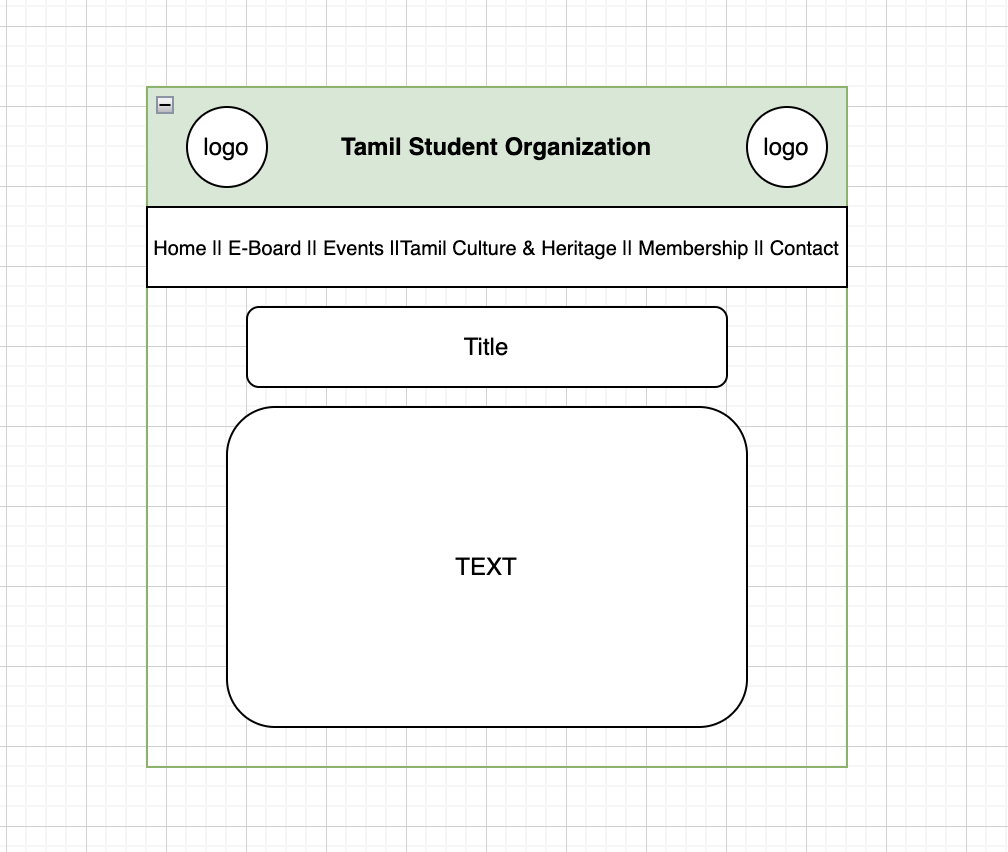 logo Tamil Student Organization logo
Home || E-Board || Events ||Tamil Culture & Heritage || Membership || Contact
Title
TEXT